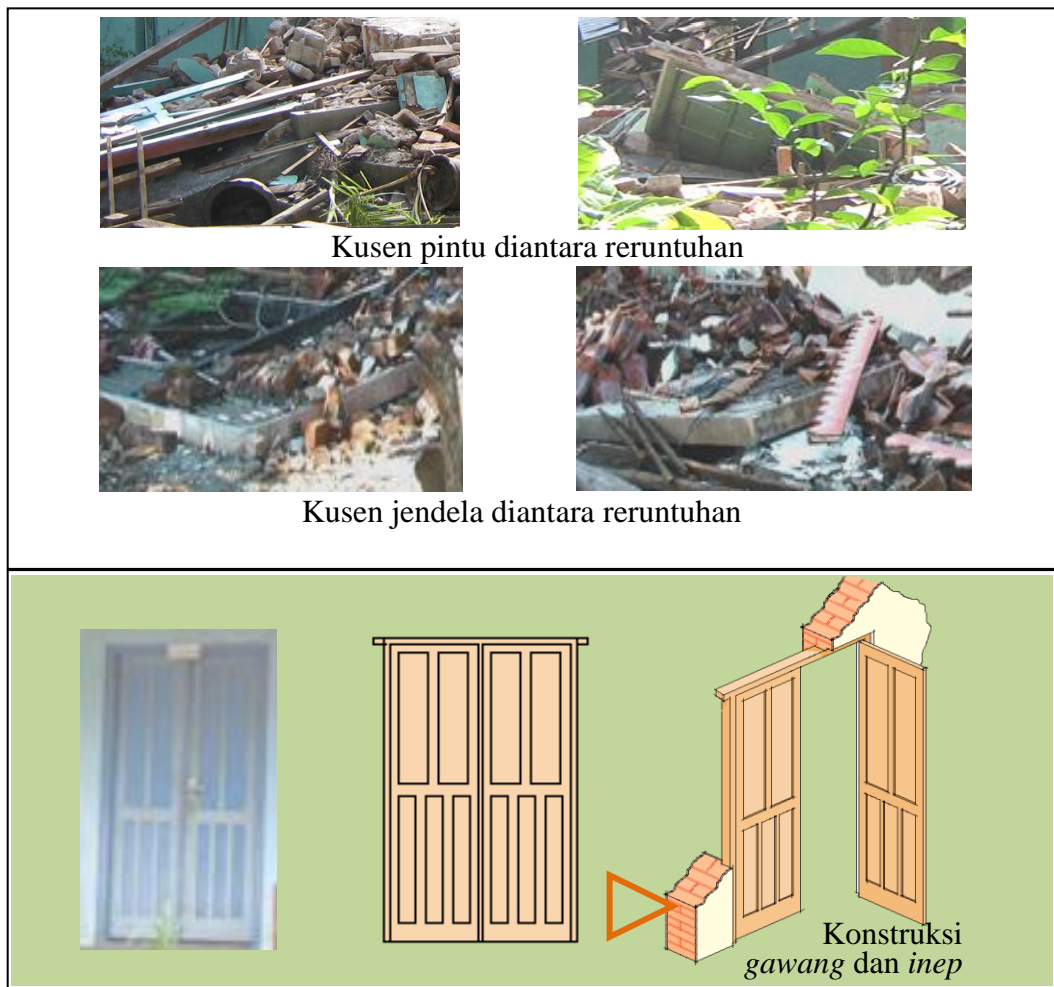 Kusen pintu diantara reruntuhan
Kusen jendela diantara reruntuhan
Konstruksi
gawang dan inep